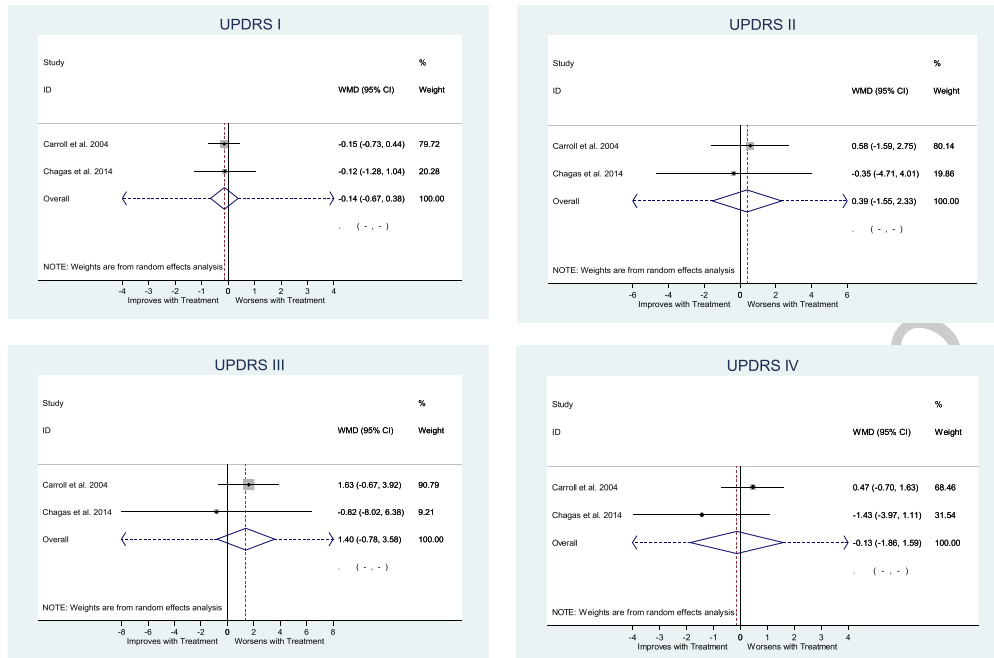 UPDRS I
Study %
ID WMD (95% CI) Weight
Carroll et al. 2004 -0.15 (-0.73, 0.44) 79.72
Chagas et al. 2014 -0.12 (-1.28, 1.04) 20.28
Overall -0.14 (-0.67, 0.38) 100.00
. ( - , - )
NOTE: Weights are from random effects analysis
-4 -3 -2 -1 0 1 2 3 4
Improves with Treatment Worsens with Treatment
UPDRS II
Study %
ID WMD (95% CI) Weight
Carroll et al. 2004 0.58 (-1.59, 2.75) 80.14
Chagas et al. 2014 -0.35 (-4.71, 4.01) 19.86
Overall 0.39 (-1.55, 2.33) 100.00
. ( - , - )
NOTE: Weights are from random effects analysis
-6 -4 -2 0 2 4 6
Improves with Treatment Worsens with Treatment
UPDRS III
Study %
ID WMD (95% CI) Weight
Carroll et al. 2004 1.63 (-0.67, 3.92) 90.79
Chagas et al. 2014 -0.82 (-8.02, 6.38) 9.21
Overall 1.40 (-0.78, 3.58) 100.00
. ( - , - )
NOTE: Weights are from random effects analysis
-8 -6 -4 -2 0 2 4 6 8
Improves with Treatment Worsens with Treatment
UPDRS IV
Study %
ID WMD (95% CI) Weight
Carroll et al. 2004 0.47 (-0.70, 1.63) 68.46
Chagas et al. 2014 -1.43 (-3.97, 1.11) 31.54
Overall -0.13 (-1.86, 1.59) 100.00
. ( - , - )
NOTE: Weights are from random effects analysis
-4 -3 -2 -1 0 1 2 3 4
Improves with Treatment Worsens with Treatment